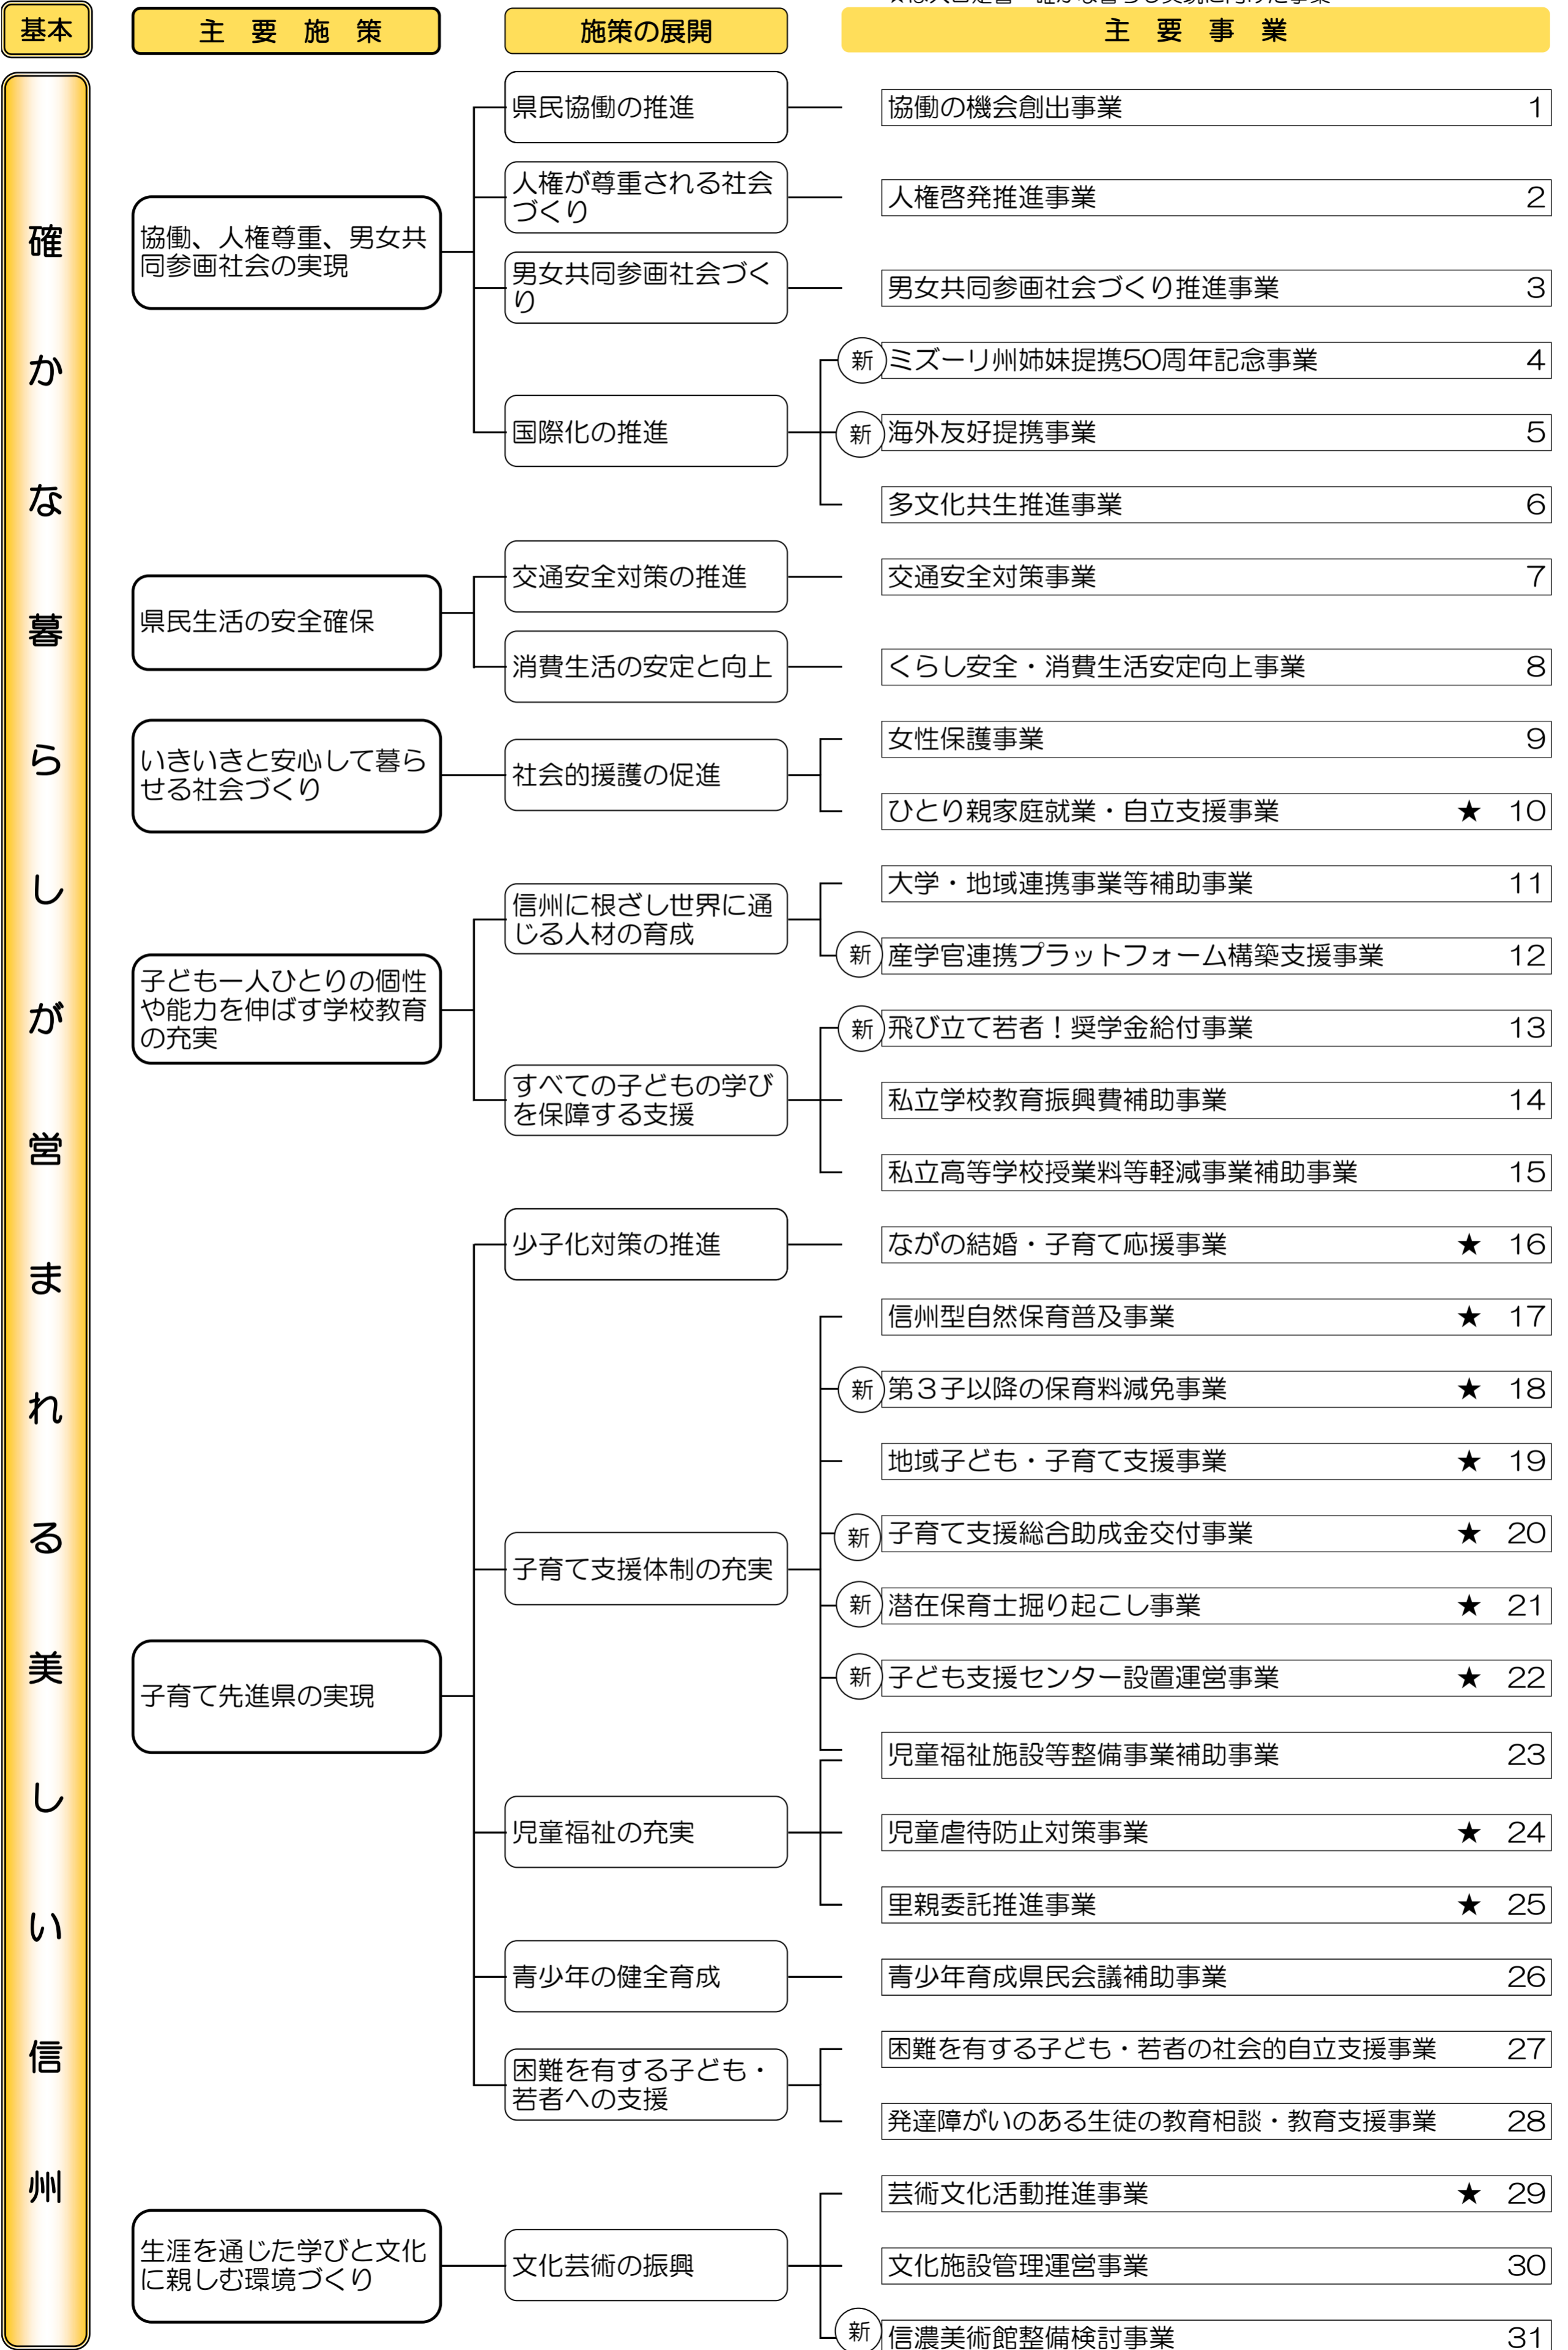 基本
主 要 施 策
施策の展開
主 要 事 業
確かな暮らしが営まれる美しい信州
協働、人権尊重、男女共
同参画社会の実現
県民協働の推進
協働の機会創出事業 1
人権が尊重される社会
づくり
人権啓発推進事業 2
男女共同参画社会づく
り
男女共同参画社会づくり推進事業 3
国際化の推進
新 ミズーリ州姉妹提携50周年記念事業 4
新 海外友好提携事業 5
多文化共生推進事業 6
県民生活の安全確保
交通安全対策の推進
交通安全対策事業 7
消費生活の安定と向上
くらし安全・消費生活安定向上事業 8
いきいきと安心して暮ら
せる社会づくり
社会的援護の促進
女性保護事業 9
ひとり親家庭就業・自立支援事業 ★ 10
子ども一人ひとりの個性
や能力を伸ばす学校教育
の充実
信州に根ざし世界に通
じる人材の育成
大学・地域連携事業等補助事業 11
新 産学官連携プラットフォーム構築支援事業 12
すべての子どもの学び
を保障する支援
新 飛び立て若者！奨学金給付事業 13
私立学校教育振興費補助事業 14
私立高等学校授業料等軽減事業補助事業 15
子育て先進県の実現
少子化対策の推進
ながの結婚・子育て応援事業 ★ 16
子育て支援体制の充実
信州型自然保育普及事業 ★ 17
新 第３子以降の保育料減免事業 ★ 18
地域子ども・子育て支援事業 ★ 19
新 子育て支援総合助成金交付事業 ★ 20
新 潜在保育士掘り起こし事業 ★ 21
新 子ども支援センター設置運営事業 ★ 22
児童福祉施設等整備事業補助事業 23
児童福祉の充実
児童虐待防止対策事業 ★ 24
里親委託推進事業 ★ 25
青少年の健全育成
青少年育成県民会議補助事業 26
困難を有する子ども・
若者への支援
困難を有する子ども・若者の社会的自立支援事業 27
発達障がいのある生徒の教育相談・教育支援事業 28
生涯を通じた学びと文化
に親しむ環境づくり
文化芸術の振興
芸術文化活動推進事業 ★ 29
文化施設管理運営事業 30
新 信濃美術館整備検討事業 31